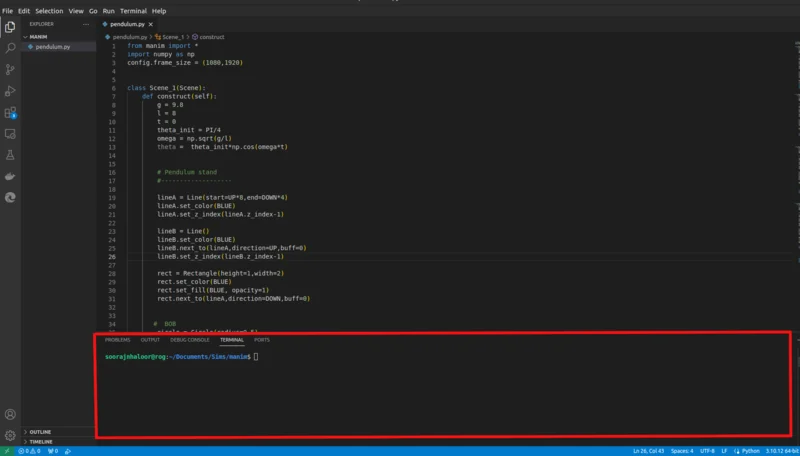 File Edit Selection View Go Run Terminal Help
EXPLORER
MANIM
pendulum.py
OUTLINE
TIMELINE
pendulum.py
pendulum.py > Scene_1 > construct
1 from manim import *
2 import numpy as np
3 config.frame_size = (1080,1920)
4
5
6 class Scene_1(Scene):
7 def construct(self):
8 g = 9.8
9 l = 8
10 t = 0
11 theta_init = PI/4
12 omega = np.sqrt(g/l)
13 theta = theta_init*np.cos(omega*t)
14
15
16 # Pendulum stand
17 #-------------------
18
19 lineA = Line(start=UP*8,end=DOWN*4)
20 lineA.set_color(BLUE)
21 lineA.set_z_index(lineA.z_index-1)
22
23 lineB = Line()
24 lineB.set_color(BLUE)
25 lineB.next_to(lineA,direction=UP,buff=0)
26 lineB.set_z_index(lineB.z_index-1)
27
28 rect = Rectangle(height=1,width=2)
29 rect.set_color(BLUE)
30 rect.set_fill(BLUE, opacity=1)
31 rect.next_to(lineA,direction=DOWN,buff=0)
32
33
34 # BOB
PROBLEMS OUTPUT DEBUG CONSOLE TERMINAL PORTS
soorajnhaloor@rog:~/Documents/Sims/manim$
0 0 0 Ln 26, Col 43 Spaces: 4 UTF-8 LF Python 3.10.12 64-bit